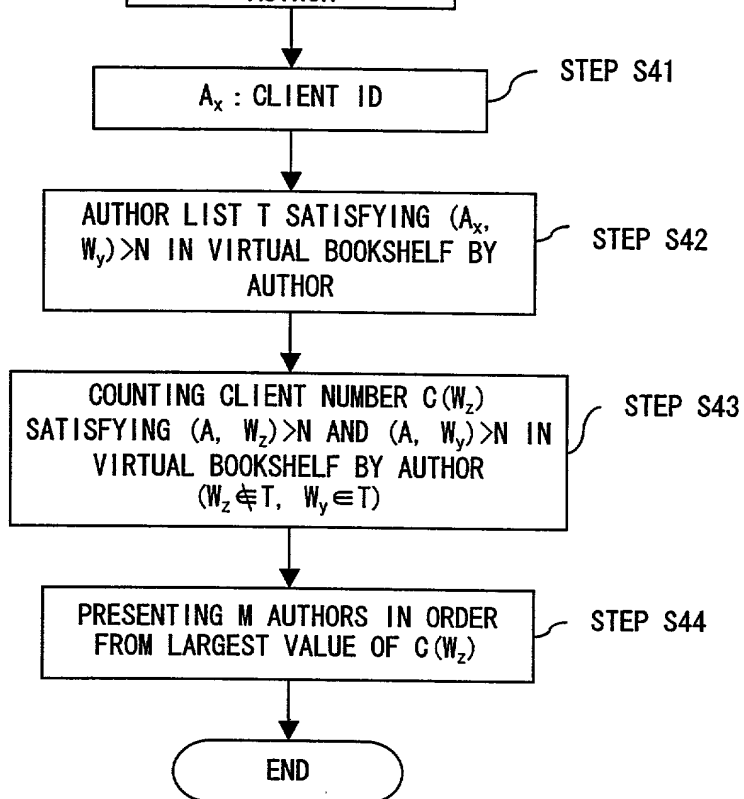 Aₓ : CLIENT ID
STEP S41
AUTHOR LIST T SATISFYING (Aₓ,
W_y)>N IN VIRTUAL BOOKSHELF BY
AUTHOR
STEP S42
COUNTING CLIENT NUMBER C(W_z)
SATISFYING (A, W_z)>N AND (A, W_y)>N IN
VIRTUAL BOOKSHELF BY AUTHOR
(W_z∉T, W_y∈T)
STEP S43
PRESENTING M AUTHORS IN ORDER
FROM LARGEST VALUE OF C(W_z)
STEP S44
END